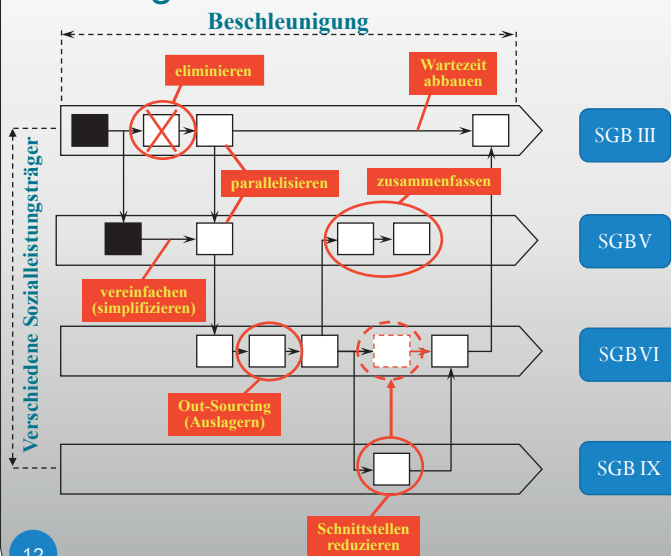 Beschleunigung
eliminieren
Wartezeit
abbauen
SGB III
parallelisieren
zusammenfassen
Verschiedene Sozialleistungsträger
SGBV
vereinfachen
(simplifizieren)
SGBVI
Out-Sourcing
(Auslagern)
SGB IX
Schnittstellen
reduzieren
12